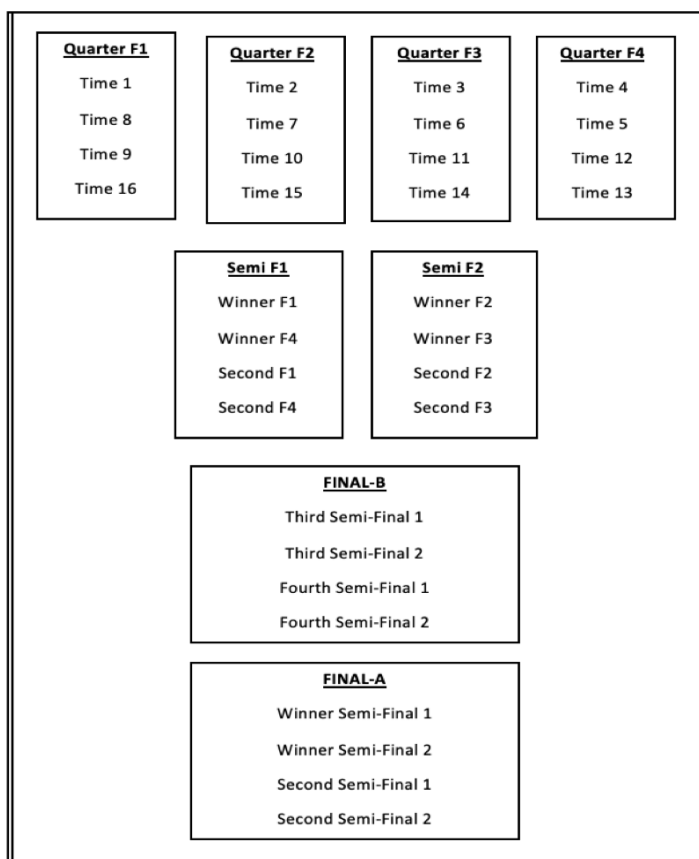 Quarter F1
Time 1
Time 8
Time 9
Time 16
Quarter F2
Time 2
Time 7
Time 10
Time 15
Quarter F3
Time 3
Time 6
Time 11
Time 14
Quarter F4
Time 4
Time 5
Time 12
Time 13
Semi F1
Winner F1
Winner F4
Second F1
Second F4
Semi F2
Winner F2
Winner F3
Second F2
Second F3
FINAL-B
Third Semi-Final 1
Third Semi-Final 2
Fourth Semi-Final 1
Fourth Semi-Final 2
FINAL-A
Winner Semi-Final 1
Winner Semi-Final 2
Second Semi-Final 1
Second Semi-Final 2